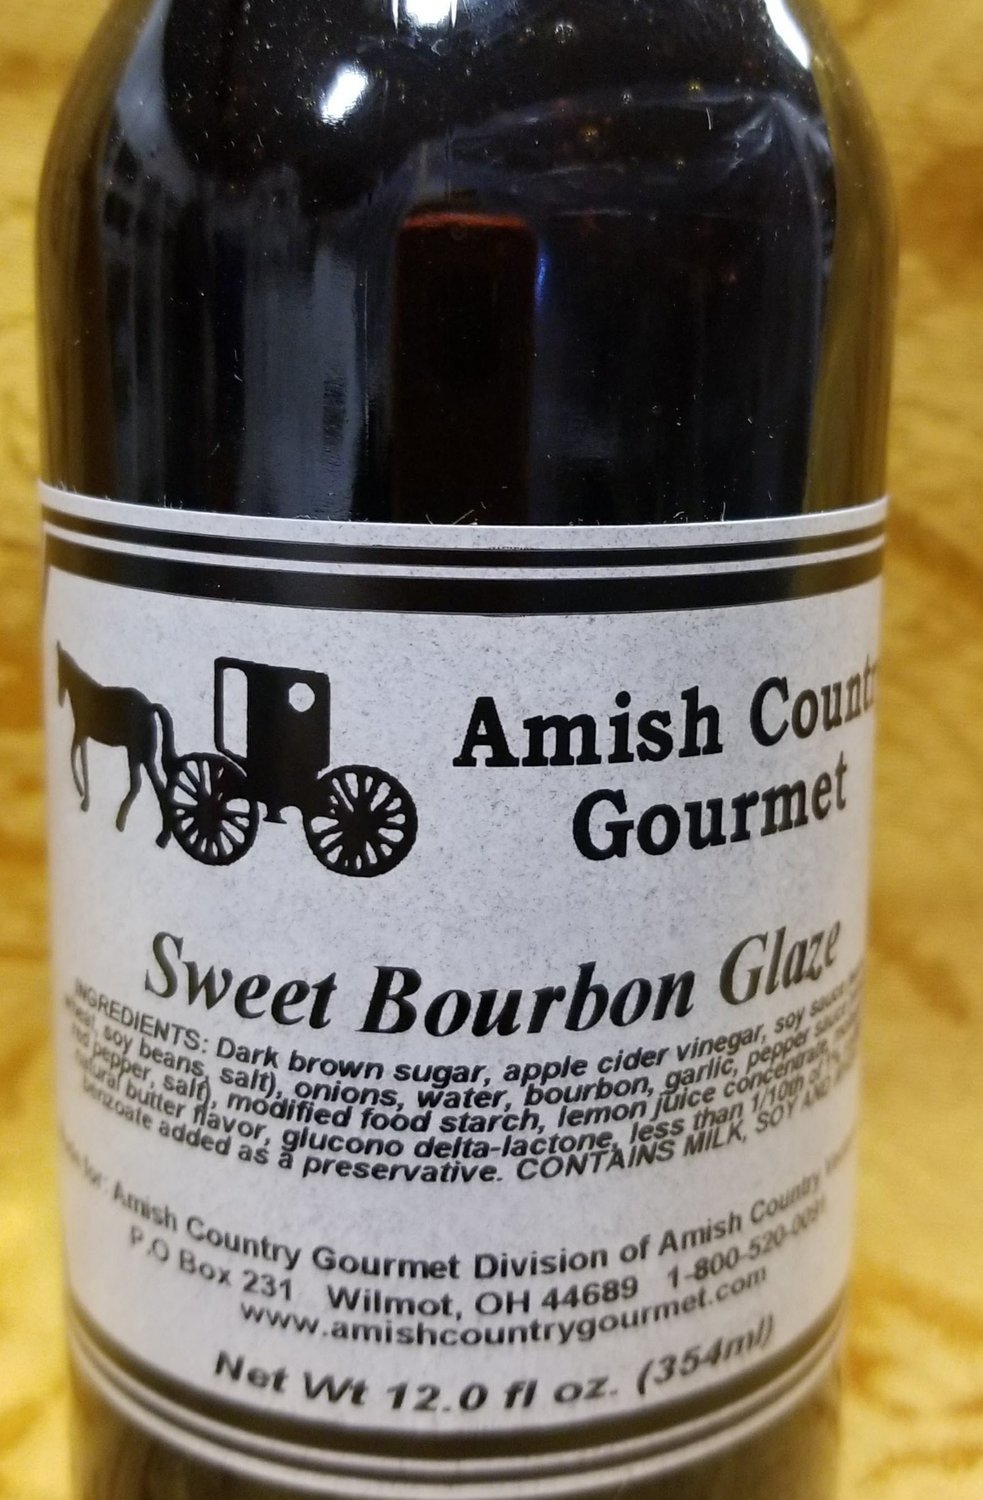 Amish Count
Gourmet
Sweet Bourbon Glaze
INGREDIENTS: Dark brown sugar, apple cider vinegar, soy sauce
wheat, soy beans, salt), onions, water, bourbon, garlic, pepper sauce
red pepper, salt), modified food starch, lemon juice concentrate,
natural butter flavor, glucono delta-lactone, less than 1/10th of 1%
benzoate added as a preservative. CONTAINS MILK, SOY AND
for: Amish Country Gourmet Division of Amish Country
P.O Box 231 Wilmot, OH 44689 1-800-520-0091
www.amishcountrygourmet.com
Net Wt 12.0 fl oz. (354ml)